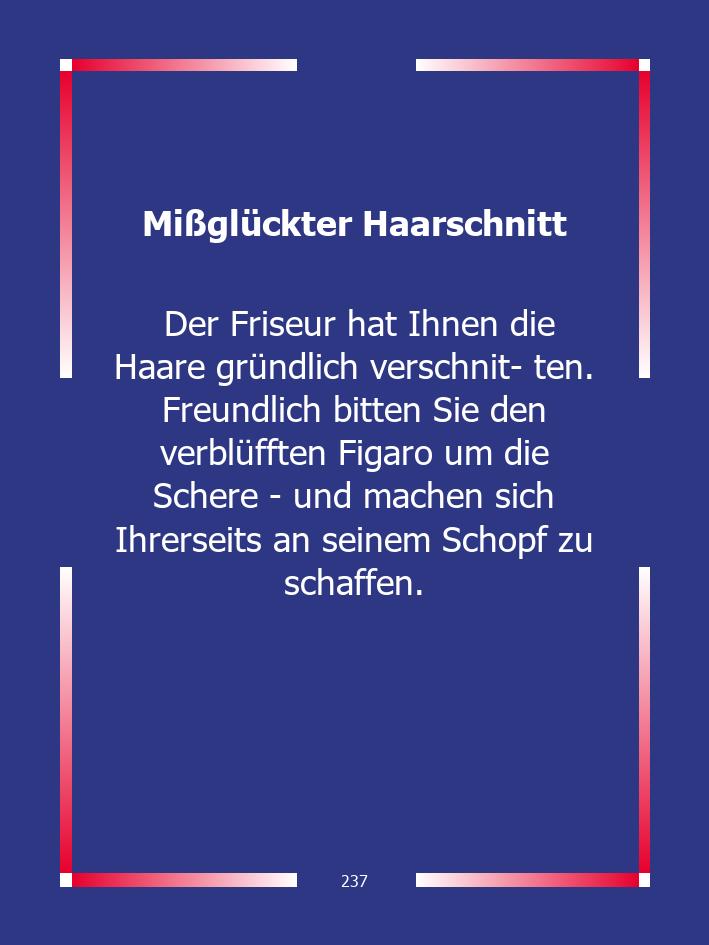 Mißglückter Haarschnitt
Der Friseur hat Ihnen die
Haare gründlich verschnit- ten.
Freundlich bitten Sie den
verblüfften Figaro um die
Schere - und machen sich
Ihrerseits an seinem Schopf zu
schaffen.
237